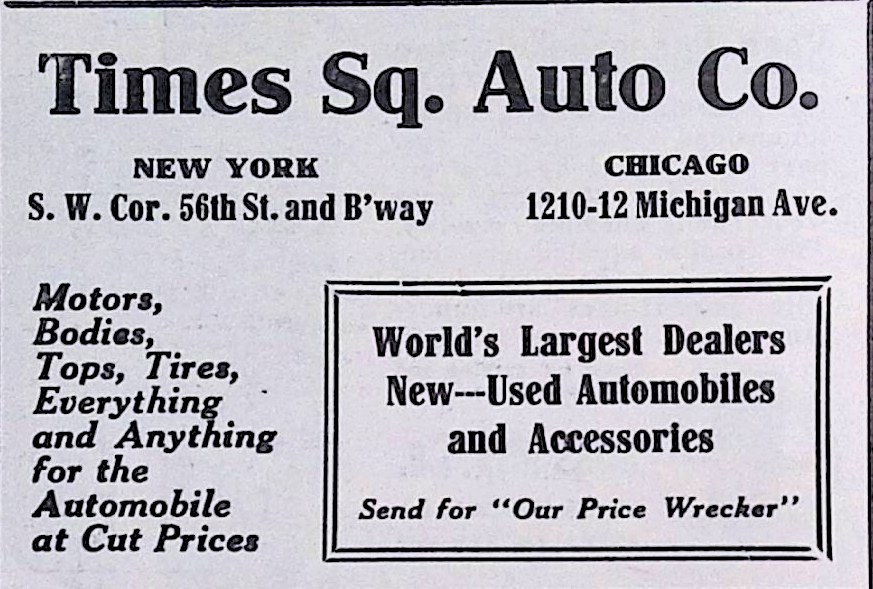 Times Sq. Auto Co.
NEW YORK
S. W. Cor. 56th St. and B'way
CHICAGO
1210-12 Michigan Ave.
Motors,
Bodies,
Tops, Tires,
Everything
and Anything
for the
Automobile
at Cut Prices
World's Largest Dealers
New---Used Automobiles
and Accessories
Send for "Our Price Wrecker"